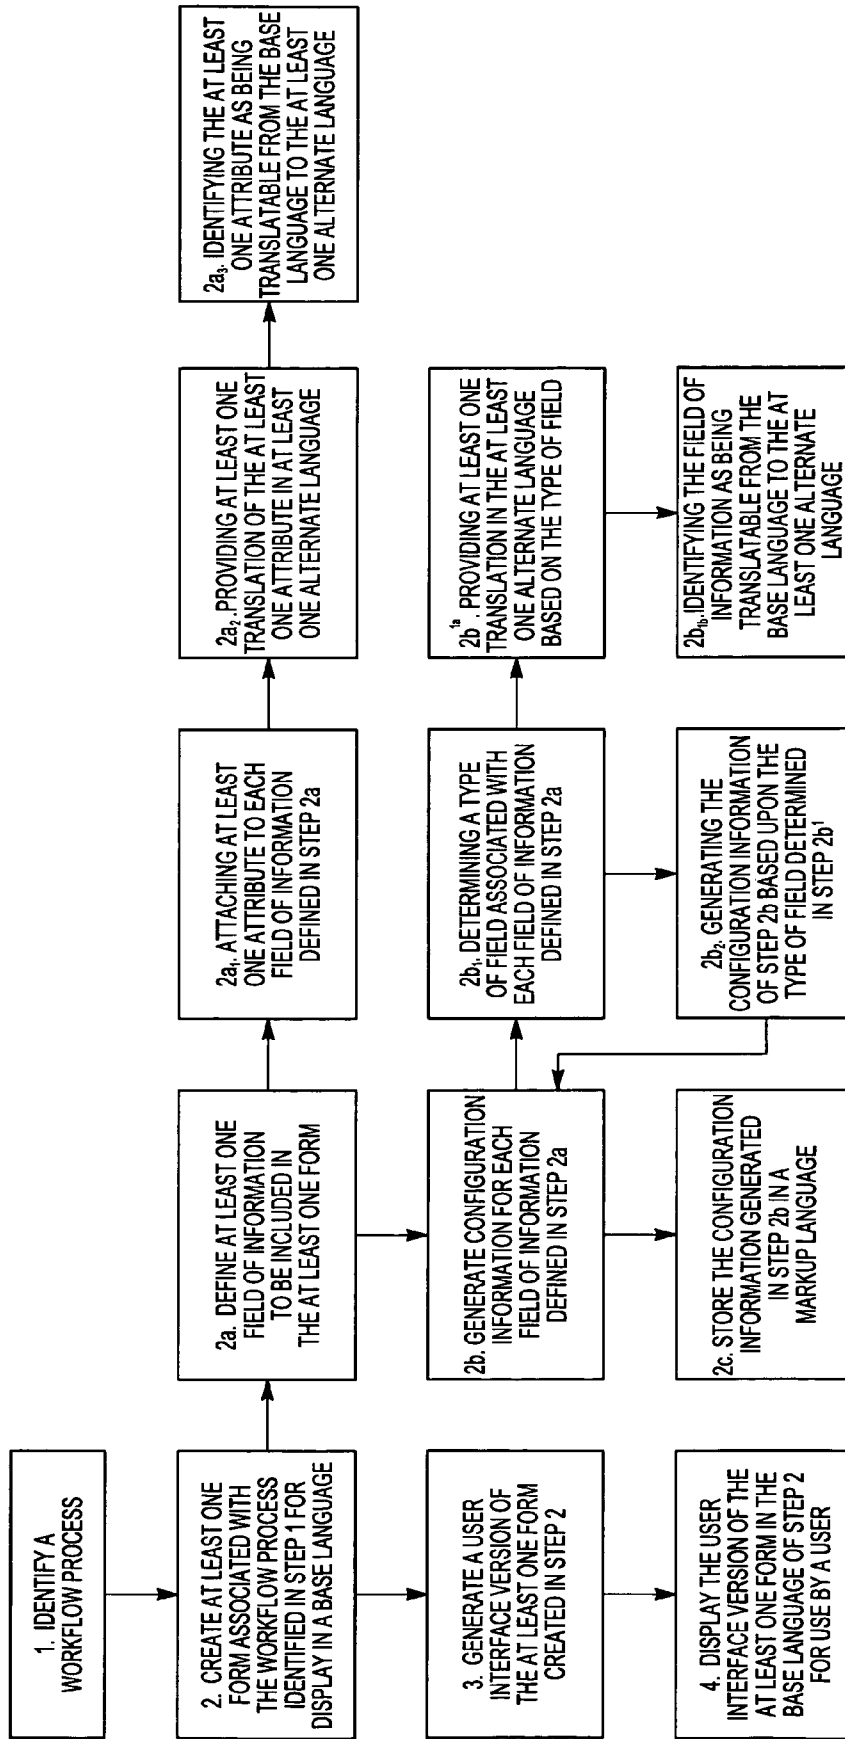 1. IDENTIFY A
WORKFLOW PROCESS
2. CREATE AT LEAST ONE
FORM ASSOCIATED WITH
THE WORKFLOW PROCESS
IDENTIFIED IN STEP 1 FOR
DISPLAY IN A BASE LANGUAGE
2a. DEFINE AT LEAST ONE
FIELD OF INFORMATION
TO BE INCLUDED IN
THE AT LEAST ONE FORM
2a₁. ATTACHING AT LEAST
ONE ATTRIBUTE TO EACH
FIELD OF INFORMATION
DEFINED IN STEP 2a
2a₂. PROVIDING AT LEAST ONE
TRANSLATION OF THE AT LEAST
ONE ATTRIBUTE IN AT LEAST
ONE ALTERNATE LANGUAGE
2a₃. IDENTIFYING THE AT LEAST
ONE ATTRIBUTE AS BEING
TRANSLATABLE FROM THE BASE
LANGUAGE TO THE AT LEAST
ONE ALTERNATE LANGUAGE
3. GENERATE A USER
INTERFACE VERSION OF
THE AT LEAST ONE FORM
CREATED IN STEP 2
2b. GENERATE CONFIGURATION
INFORMATION FOR EACH
FIELD OF INFORMATION
DEFINED IN STEP 2a
2b₁. DETERMINING A TYPE
OF FIELD ASSOCIATED WITH
EACH FIELD OF INFORMATION
DEFINED IN STEP 2a
2b¹ᵃ. PROVIDING AT LEAST ONE
TRANSLATION IN THE AT LEAST
ONE ALTERNATE LANGUAGE
BASED ON THE TYPE OF FIELD
4. DISPLAY THE USER
INTERFACE VERSION OF THE
AT LEAST ONE FORM IN THE
BASE LANGUAGE OF STEP 2
FOR USE BY A USER
2c. STORE THE CONFIGURATION
INFORMATION GENERATED
IN STEP 2b IN A
MARKUP LANGUAGE
2b₂. GENERATING THE
CONFIGURATION INFORMATION
OF STEP 2b BASED UPON THE
TYPE OF FIELD DETERMINED
IN STEP 2b¹
2b₁b. IDENTIFYING THE FIELD OF
INFORMATION AS BEING
TRANSLATABLE FROM THE
BASE LANGUAGE TO THE AT
LEAST ONE ALTERNATE
LANGUAGE